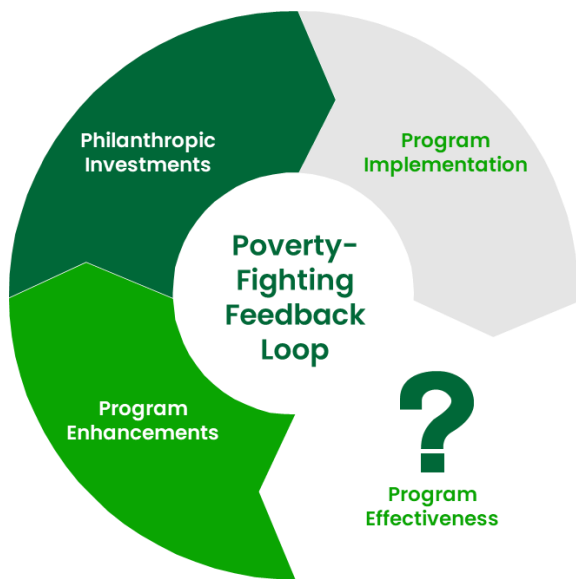 Philanthropic
Investments
Program
Implementation
Poverty-
Fighting
Feedback
Loop
Program
Enhancements
?
Program
Effectiveness